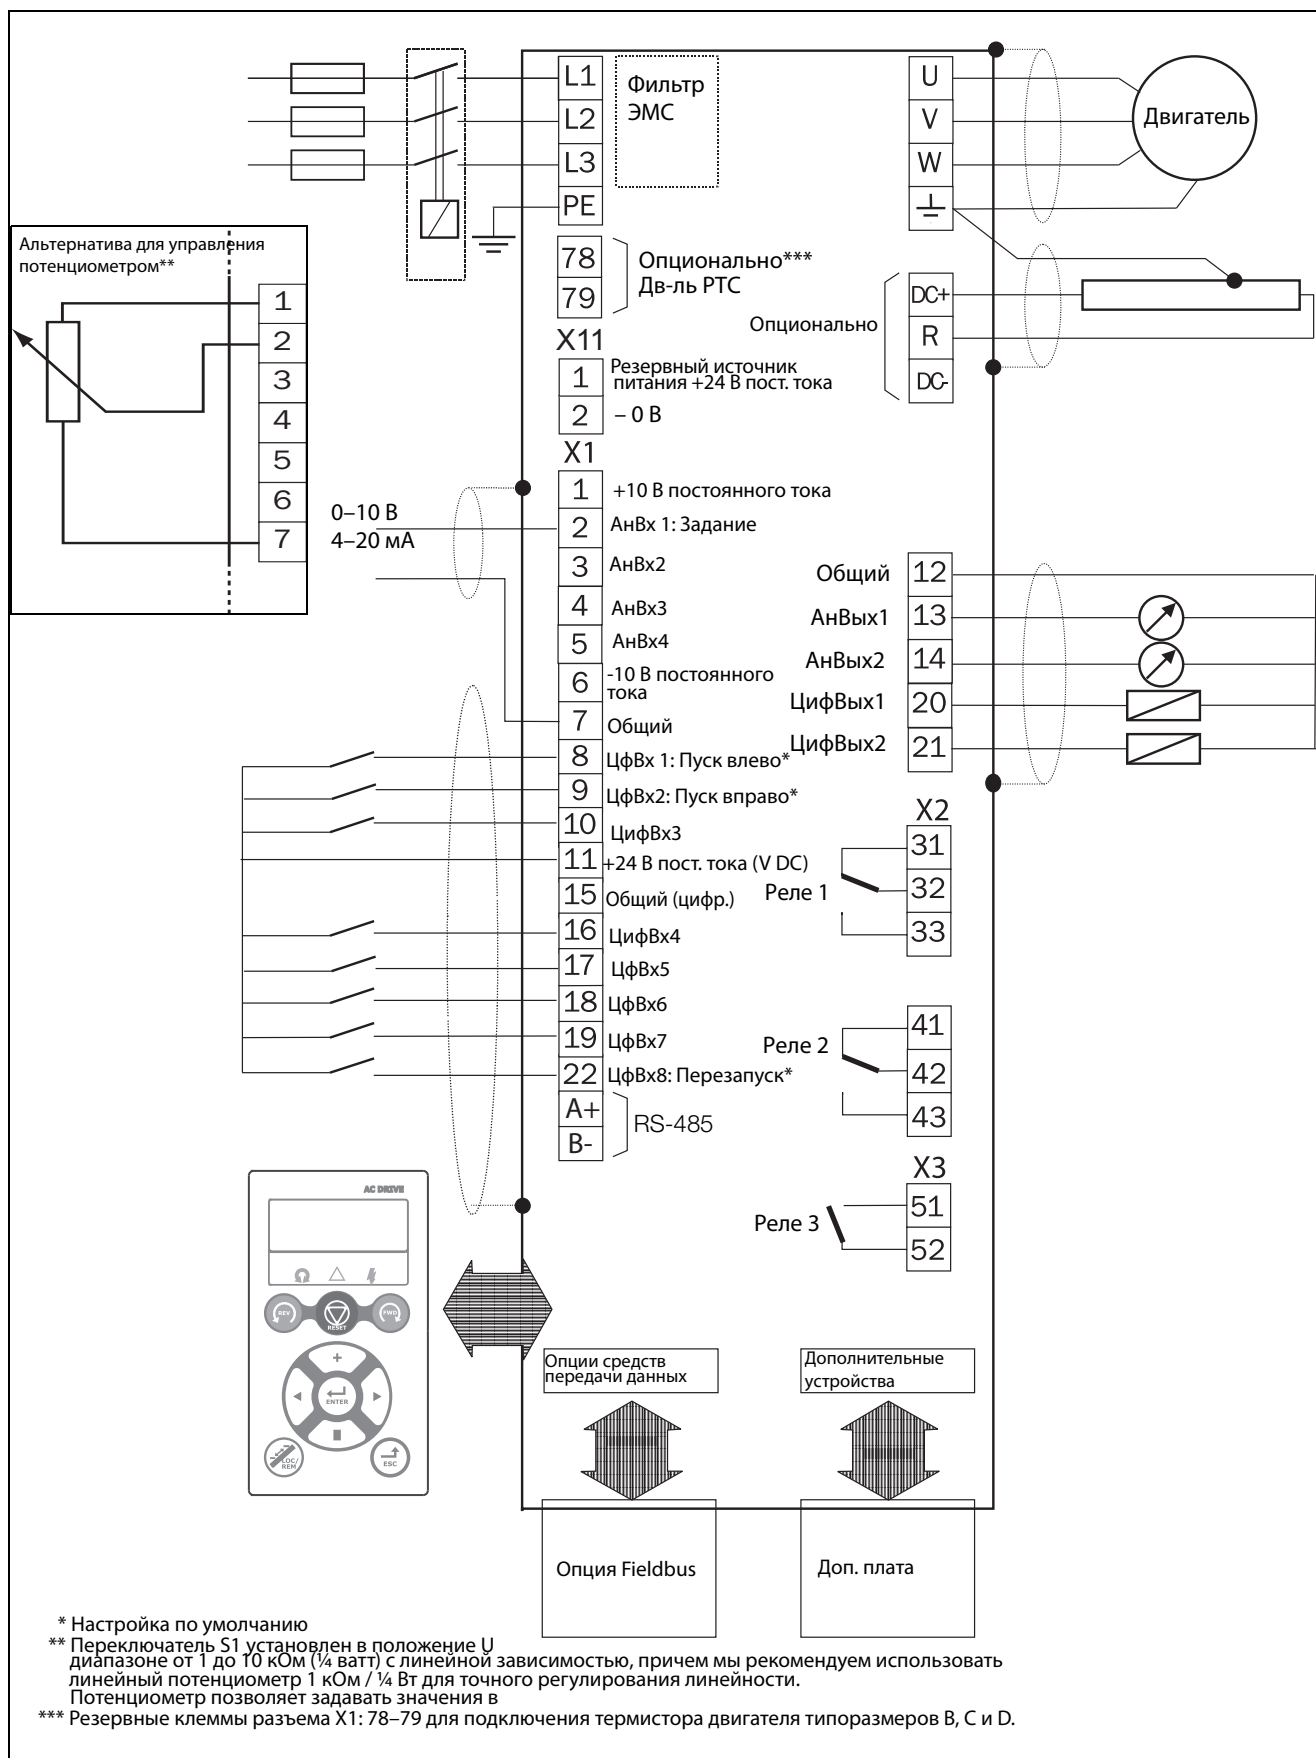 L1
L2
L3
PE
Фильтр
ЭМС
U
V
W
Двигатель
78
79
Опционально***
Дв-ль PTC
Опционально
DC+
R
DC-
X11
1
Резервный источник
питания +24 В пост. тока
2
– 0 В
Альтернатива для управления
потенциометром**
1
2
3
4
5
6
7
0–10 В
4–20 мА
X1
1
+10 В постоянного тока
2
АнВх 1: Задание
3
АнВх2
4
АнВх3
5
АнВх4
6
-10 В постоянного
тока
7
Общий
8
ЦфВх 1: Пуск влево*
9
ЦфВх2: Пуск вправо*
10
ЦифВх3
11
+24 В пост. тока (V DC)
15
Общий (цифр.)
16
ЦифВх4
17
ЦфВх5
18
ЦфВх6
19
ЦфВх7
22
ЦфВх8: Перезапуск*
A+
B-
RS-485
Общий
12
АнВых1
13
АнВых2
14
ЦифВых1
20
ЦифВых2
21
X2
31
Реле 1
32
33
41
Реле 2
42
43
X3
51
Реле 3
52
AC DRIVE
REV
RESET
FWD
+
ENTER
LOC/
REM
ESC
Опции средств
передачи данных
Дополнительные
устройства
Опция Fieldbus
Доп. плата
* Настройка по умолчанию
** Переключатель S1 установлен в положение U
диапазоне от 1 до 10 кОм (¼ ватт) с линейной зависимостью, причем мы рекомендуем использовать
линейный потенциометр 1 кОм / ¼ Вт для точного регулирования линейности.
Потенциометр позволяет задавать значения в
*** Резервные клеммы разъема X1: 78–79 для подключения термистора двигателя типоразмеров B, C и D.